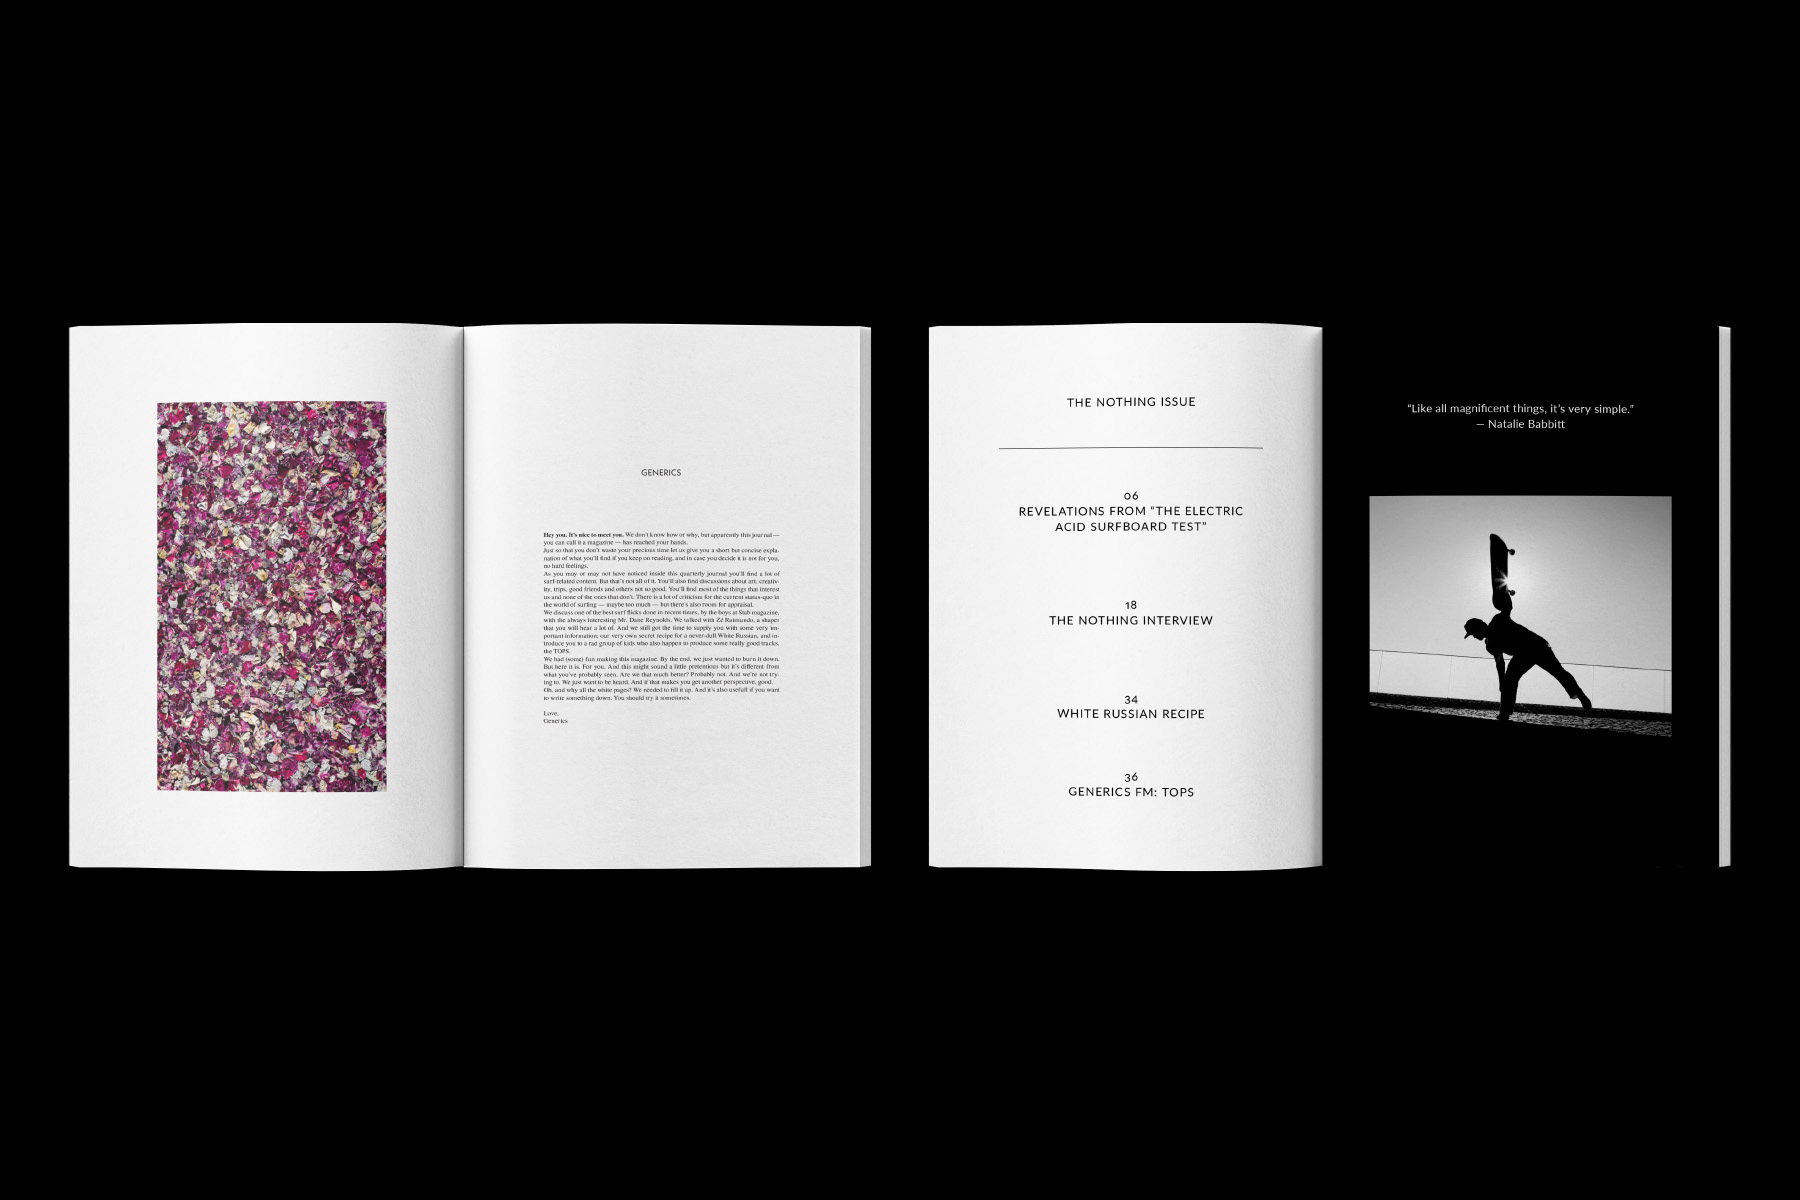 GENERICS
Hey you. It's nice to meet you. We don't know how or why, but apparently this journal —
you can call it a magazine — has reached your hands.
Just so that you don't waste your precious time let us give you a short but concise expla-
nation of what you'll find if you keep on reading, and in case you decide it is not for you,
no hard feelings.
As you may or may not have noticed inside this quarterly journal you'll find a lot of
surf-related content. But that's not all of it. You'll also find discussions about art, creativ-
ity, trips, good friends and others not so good. You'll find most of the things that interest
us and none of the ones that don't. There is a lot of criticism for the current status-quo in
the world of surfing — maybe too much — but there's also room for appraisal.
We discuss one of the best surf flicks done in recent times, by the boys at Stab magazine,
with the always interesting Mr. Dane Reynolds. We talked with Zé Raimundo, a shaper
that you will hear a lot of. And we still got the time to supply you with some very im-
portant information: our very own secret recipe for a never-dull White Russian, and in-
troduce you to a rad group of kids who also happen to produce some really good tracks,
the TOPS.
We had (some) fun making this magazine. By the end, we just wanted to burn it down.
But here it is. For you. And this might sound a little pretentious but it's different from
what you've probably seen. Are we that much better? Probably not. And we're not try-
ing to. We just want to be heard. And if that makes you get another perspective, good.
Oh, and why all the white pages? We needed to fill it up. And it's also usefull if you want
to write something down. You should try it sometimes.
Love,
Generics
THE NOTHING ISSUE
06
REVELATIONS FROM “THE ELECTRIC
ACID SURFBOARD TEST”
18
THE NOTHING INTERVIEW
34
WHITE RUSSIAN RECIPE
36
GENERICS FM: TOPS
“Like all magnificent things, it's very simple.”
— Natalie Babbitt